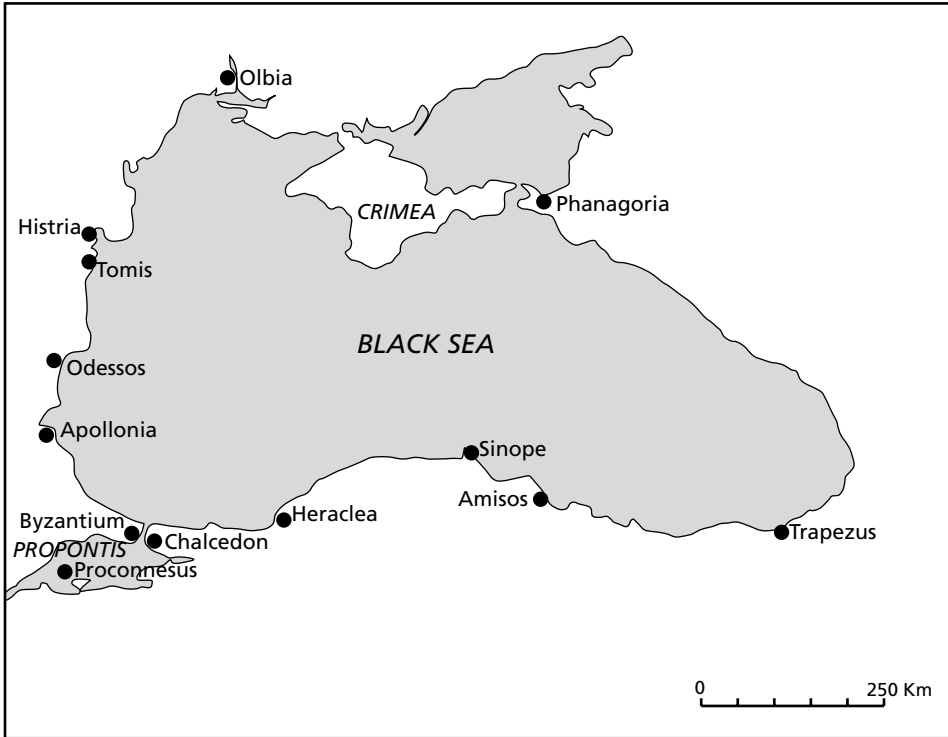 Olbia
Phanagoria
CRIMEA
Histria
Tomis
BLACK SEA
Odessos
Apollonia
Sinope
Amisos
Heraclea
Byzantium
Chalcedon
Trapezus
PROPONTIS
Proconnesus
0 250 Km